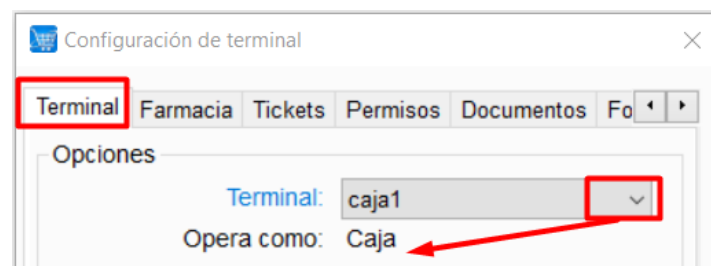 Configuración de terminal
Terminal Farmacia Tickets Permisos Documentos Fo
Opciones
Terminal: caja1
Opera como: Caja